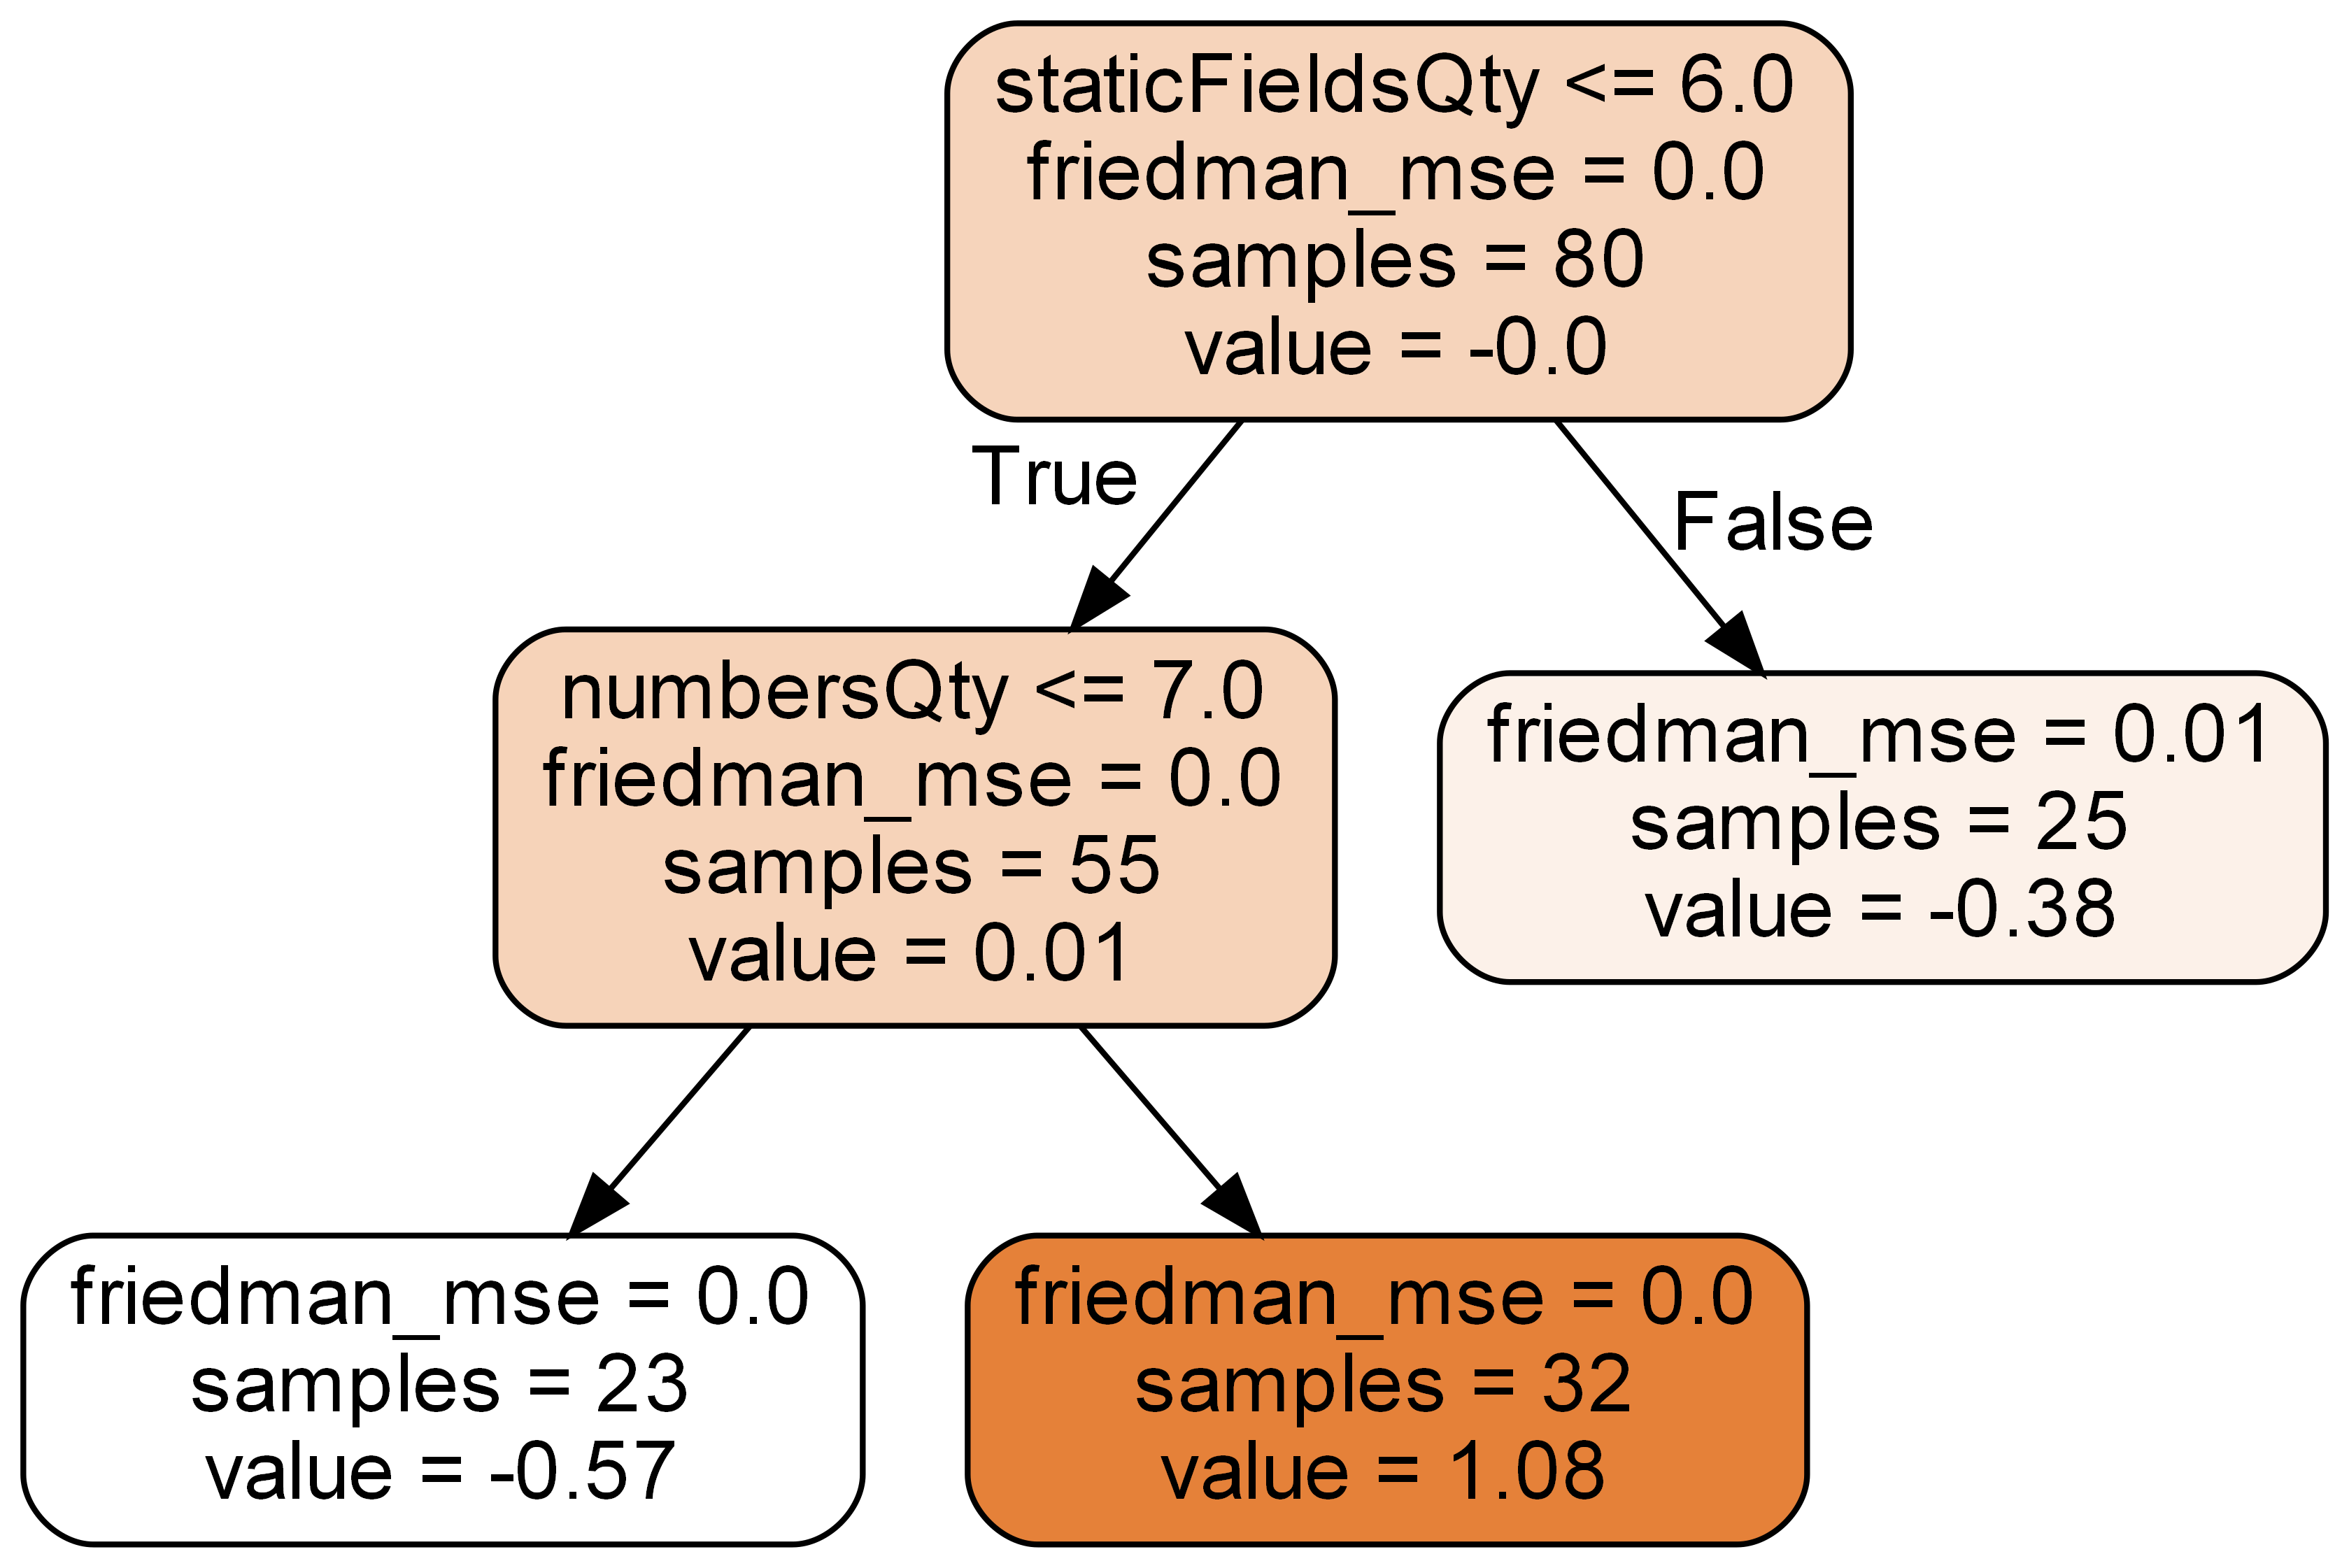 staticFieldsQty <= 6.0
friedman_mse = 0.0
samples = 80
value = -0.0
True
False
numbersQty <= 7.0
friedman_mse = 0.0
samples = 55
value = 0.01
friedman_mse = 0.01
samples = 25
value = -0.38
friedman_mse = 0.0
samples = 23
value = -0.57
friedman_mse = 0.0
samples = 32
value = 1.08